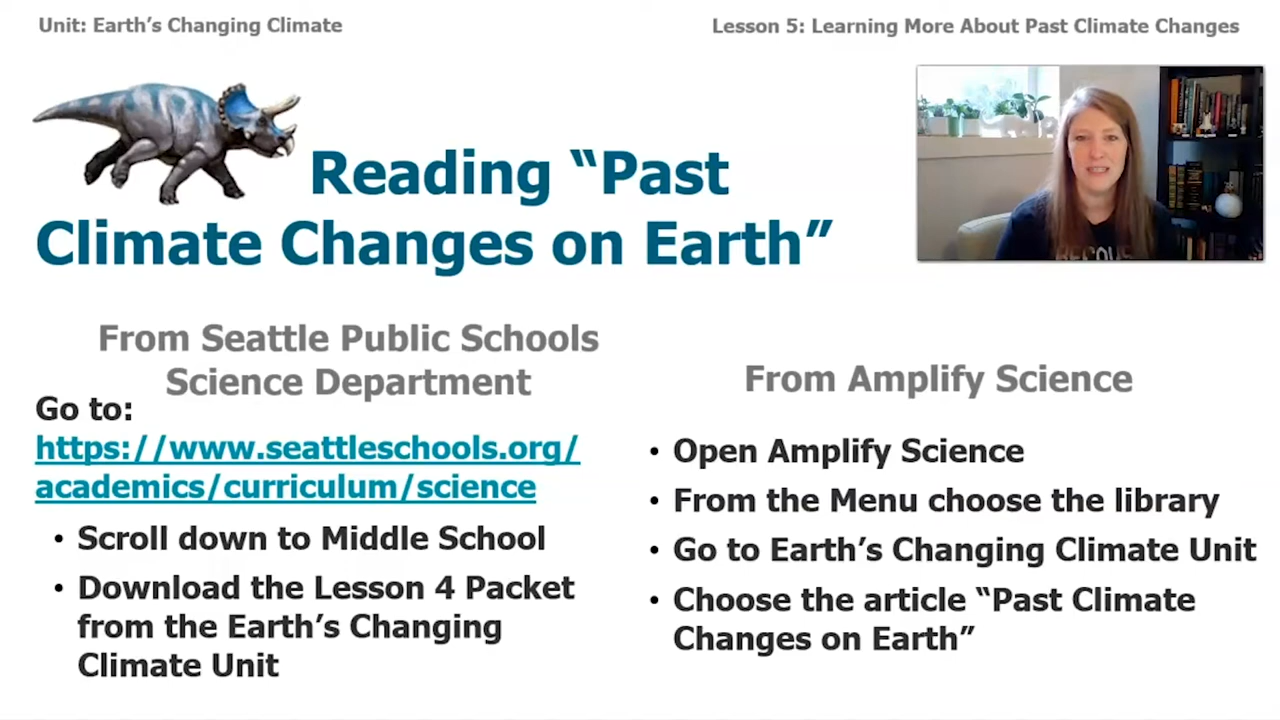 Unit: Earth's Changing Climate
Lesson 5: Learning More About Past Climate Changes
Reading “Past
Climate Changes on Earth”
From Seattle Public Schools
Science Department
Go to:
https://www.seattleschools.org/
academics/curriculum/science
• Scroll down to Middle School
• Download the Lesson 4 Packet
from the Earth’s Changing
Climate Unit
From Amplify Science
• Open Amplify Science
• From the Menu choose the library
• Go to Earth’s Changing Climate Unit
• Choose the article “Past Climate
Changes on Earth”